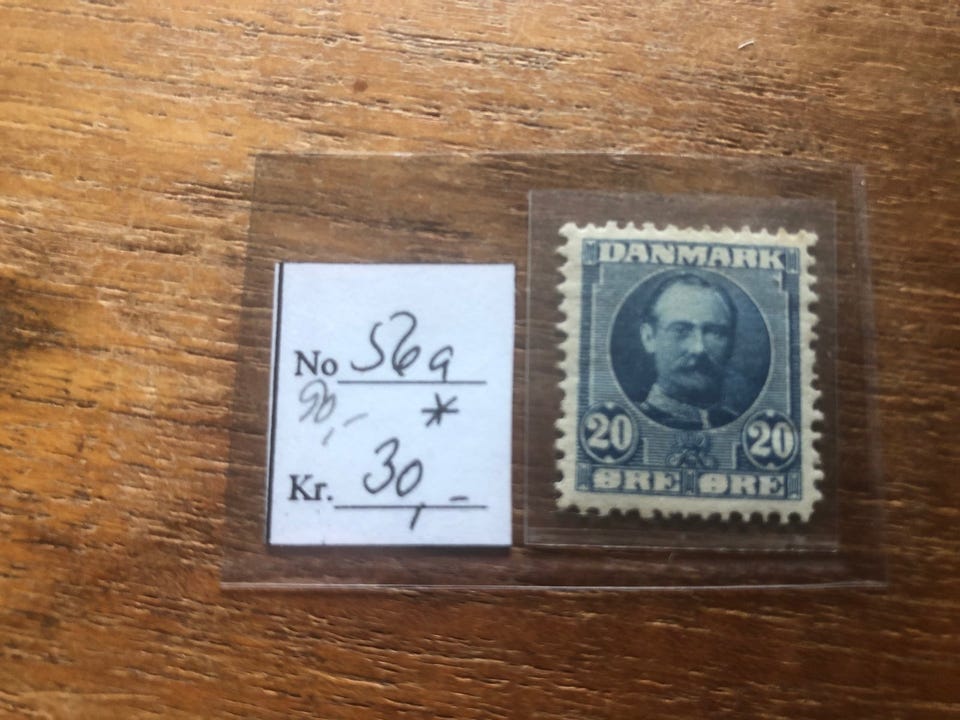 No 56a
90,-
*
Kr. 30,-
DANMARK
20 20
ØRE ØRE